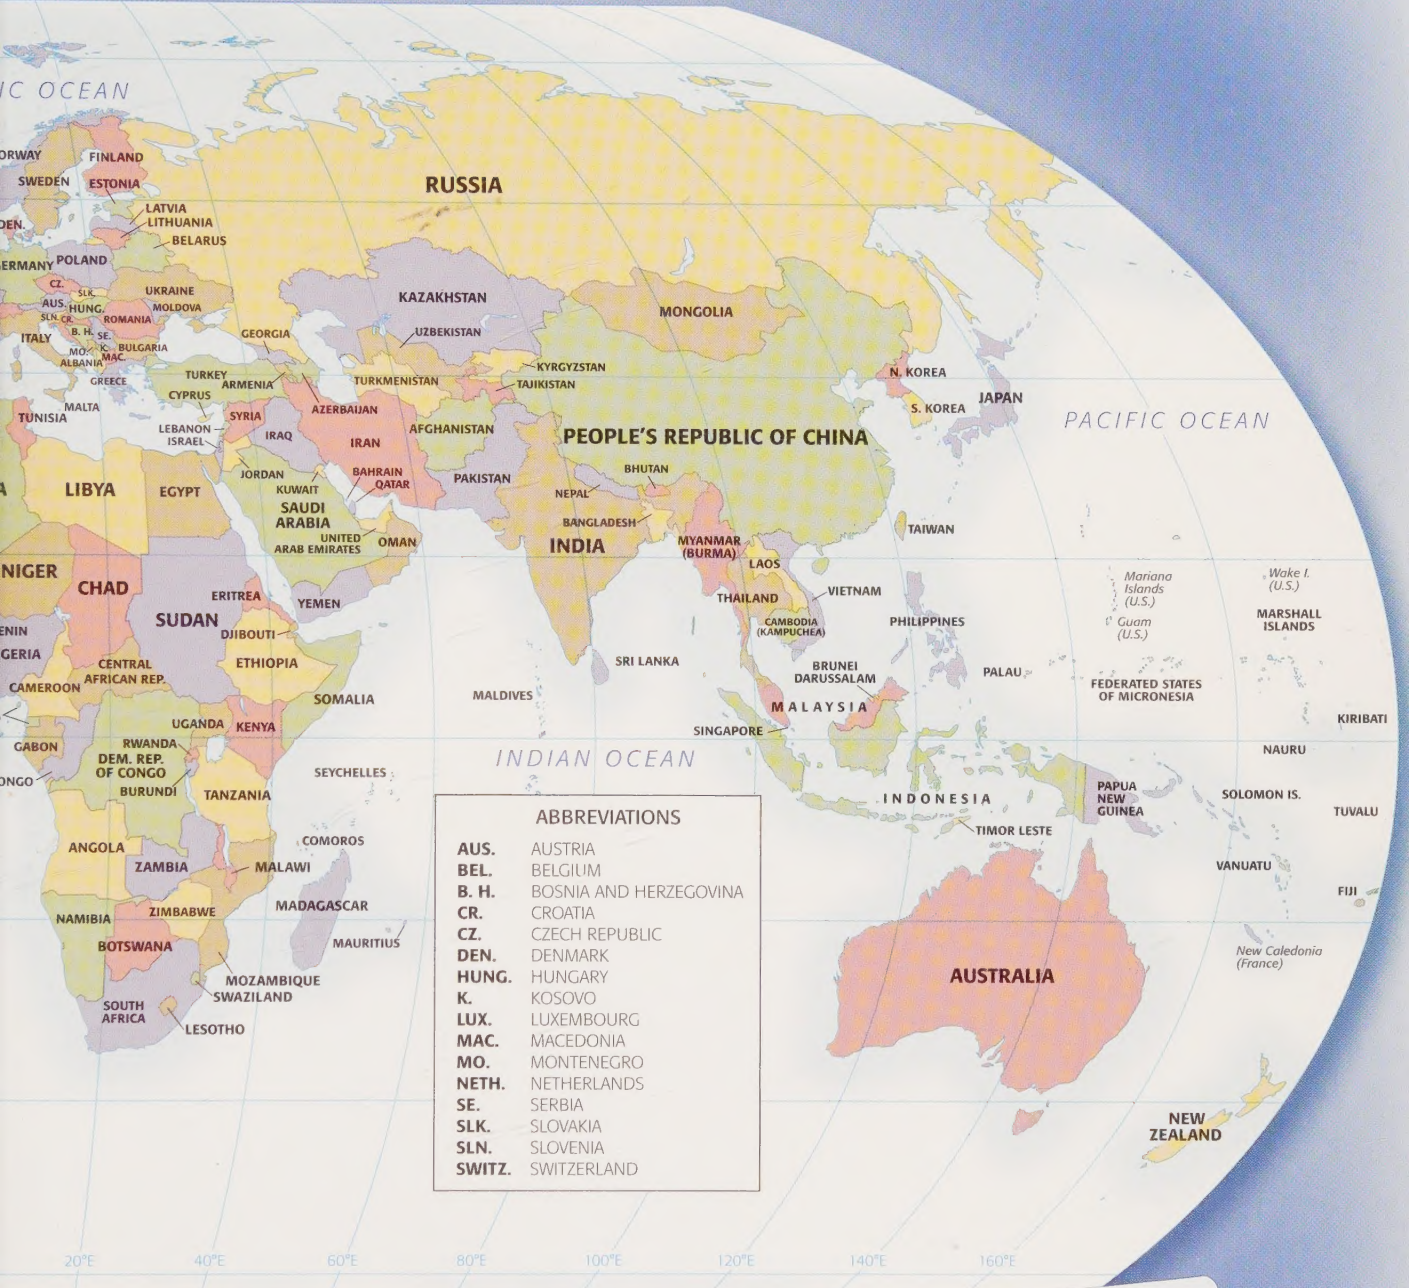 IC OCEAN
ORWAY
FINLAND
SWEDEN
ESTONIA
RUSSIA
LATVIA
LITHUANIA
DEN.
BELARUS
ERMANY
POLAND
CZ.
SLK.
UKRAINE
AUS.
HUNG.
MOLDOVA
SLN.
CR.
ROMANIA
KAZAKHSTAN
MONGOLIA
ITALY
B. H.
SE.
GEORGIA
UZBEKISTAN
MO.
K.
BULGARIA
MAC.
ALBANIA
KYRGYZSTAN
N. KOREA
GREECE
TURKEY
ARMENIA
TURKMENISTAN
TAJIKISTAN
CYPRUS
JAPAN
MALTA
TUNISIA
SYRIA
AZERBAIJAN
S. KOREA
PACIFIC OCEAN
LEBANON
ISRAEL
IRAQ
IRAN
AFGHANISTAN
PEOPLE'S REPUBLIC OF CHINA
JORDAN
BAHRAIN
QATAR
PAKISTAN
BHUTAN
A
LIBYA
EGYPT
KUWAIT
NEPAL
SAUDI
ARABIA
BANGLADESH
TAIWAN
UNITED
ARAB EMIRATES
OMAN
INDIA
MYANMAR
(BURMA)
LAOS
NIGER
CHAD
Mariana
Islands
(U.S.)
Wake I.
(U.S.)
ERITREA
YEMEN
THAILAND
VIETNAM
SUDAN
MARSHALL
ISLANDS
ENIN
DJIBOUTI
CAMBODIA
(KAMPUCHEA)
PHILIPPINES
Guam
(U.S.)
GERIA
CENTRAL
AFRICAN REP.
ETHIOPIA
SRI LANKA
BRUNEI
DARUSSALAM
PALAU
CAMEROON
SOMALIA
MALDIVES
FEDERATED STATES
OF MICRONESIA
MALAYSIA
UGANDA
KENYA
SINGAPORE
KIRIBATI
GABON
RWANDA
DEM. REP.
OF CONGO
INDIAN OCEAN
NAURU
ONGO
BURUNDI
SEYCHELLES
TANZANIA
INDONESIA
PAPUA
NEW
GUINEA
SOLOMON IS.
TUVALU
TIMOR LESTE
ANGOLA
COMOROS
ZAMBIA
MALAWI
VANUATU
FIJI
NAMIBIA
ZIMBABWE
MADAGASCAR
BOTSWANA
MAURITIUS
New Caledonia
(France)
MOZAMBIQUE
SWAZILAND
AUSTRALIA
SOUTH
AFRICA
LESOTHO
NEW
ZEALAND
ABBREVIATIONS
AUS. AUSTRIA
BEL. BELGIUM
B. H. BOSNIA AND HERZEGOVINA
CR. CROATIA
CZ. CZECH REPUBLIC
DEN. DENMARK
HUNG. HUNGARY
K. KOSOVO
LUX. LUXEMBOURG
MAC. MACEDONIA
MO. MONTENEGRO
NETH. NETHERLANDS
SE. SERBIA
SLK. SLOVAKIA
SLN. SLOVENIA
SWITZ. SWITZERLAND
20°E 40°E 60°E 80°E 100°E 120°E 140°E 160°E